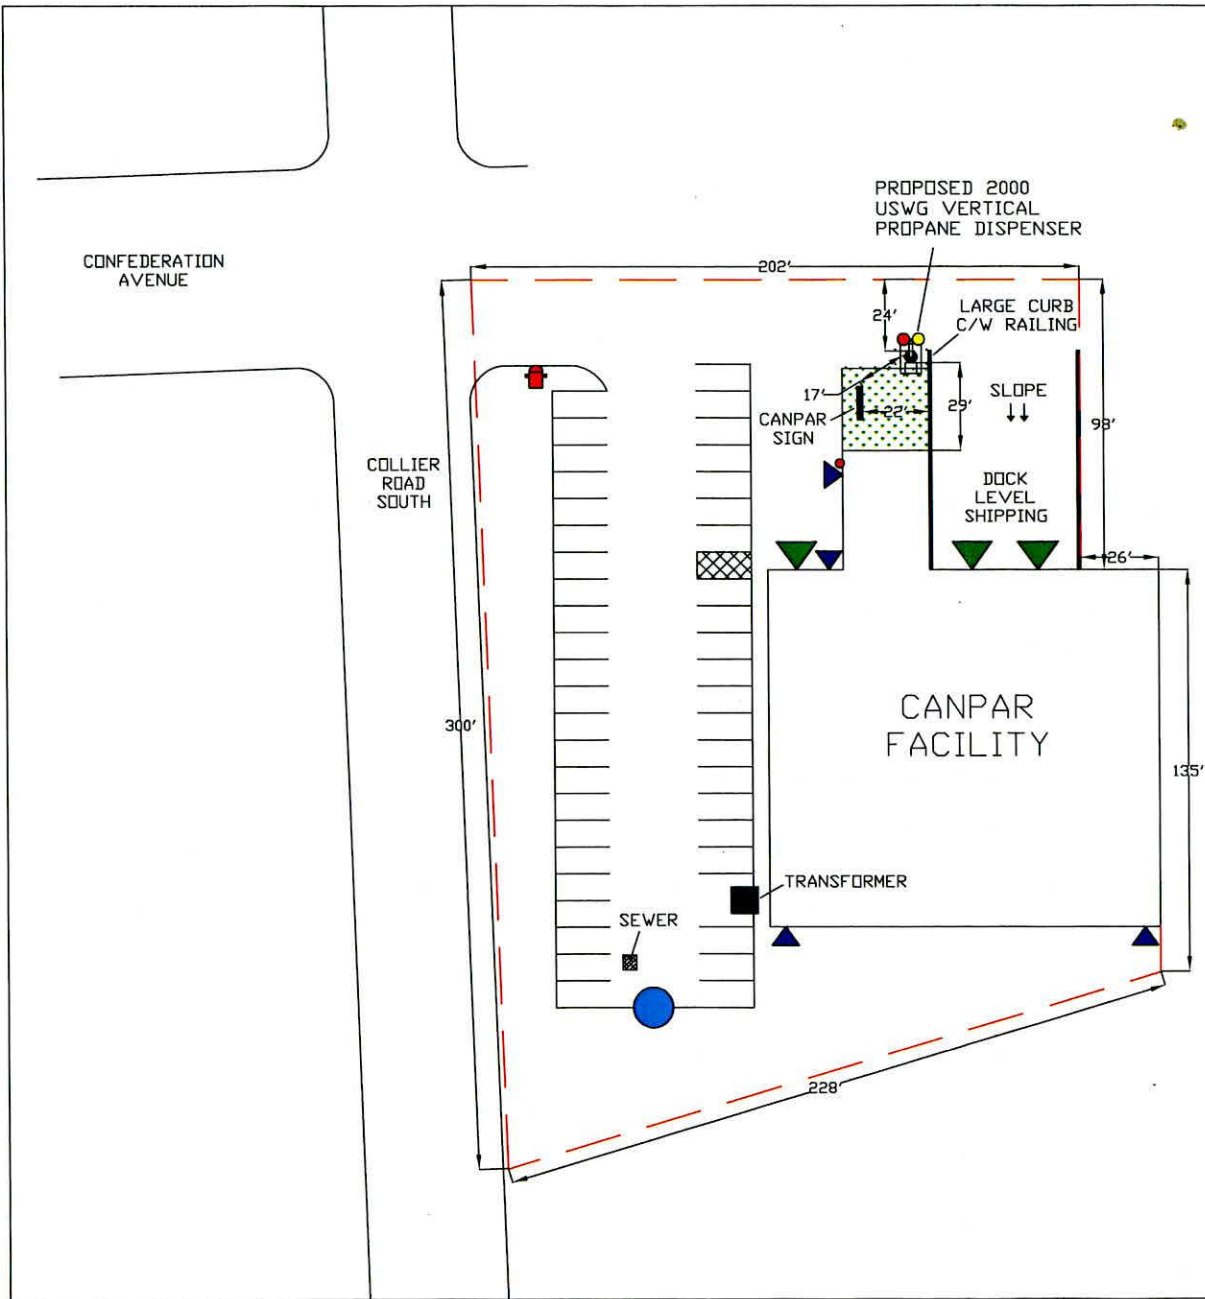 PROPOSED 2000
USWG VERTICAL
PROPANE DISPENSER
CONFEDERATION
AVENUE
202'
24'
LARGE CURB
C/W RAILING
17'
CANPAR
SIGN
22'
29'
SLOPE
98'
COLLIER
ROAD
SOUTH
DOCK
LEVEL
SHIPPING
26'
300'
CANPAR
FACILITY
135'
TRANSFORMER
SEWER
228'